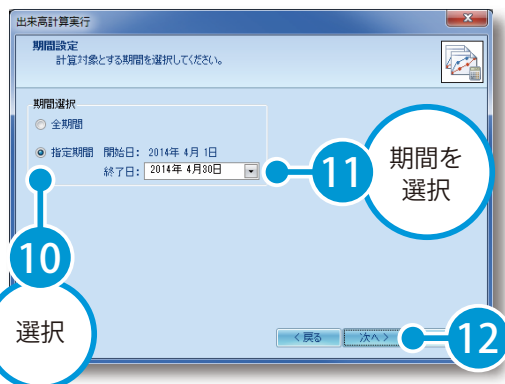 出来高計算実行
期間設定
計算対象とする期間を選択してください。
期間選択
全期間
指定期間 開始日: 2014年 4月 1日
終了日: 2014年 4月30日
11
期間を
選択
10
選択
<戻る 次へ>
12